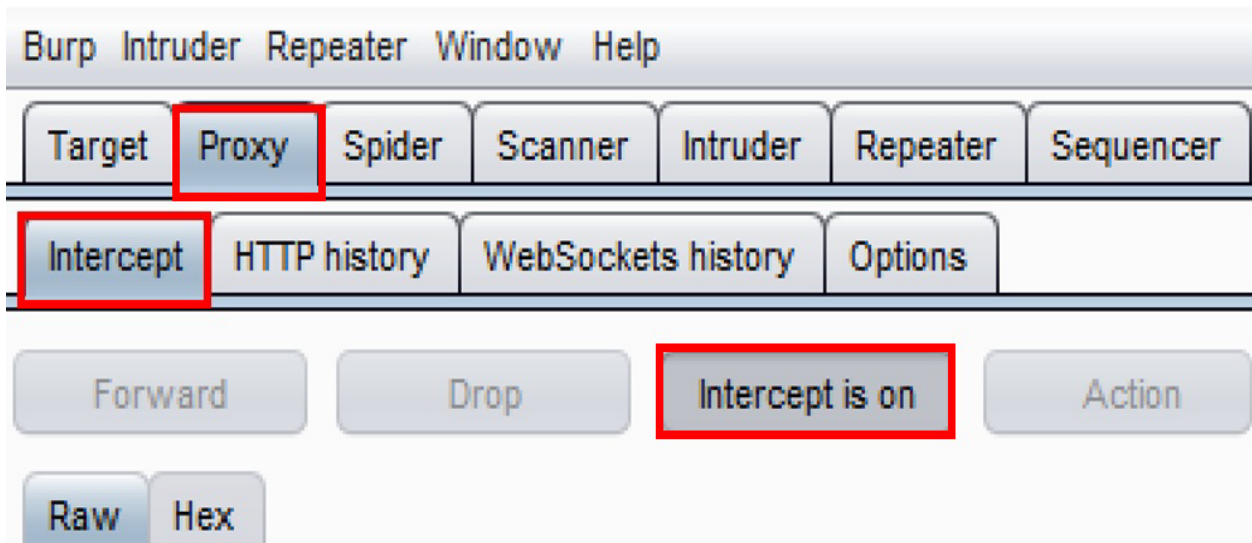 Burp Intruder Repeater Window Help
Target Proxy Spider Scanner Intruder Repeater Sequencer
Intercept HTTP history WebSockets history Options
Forward Drop Intercept is on Action
Raw Hex